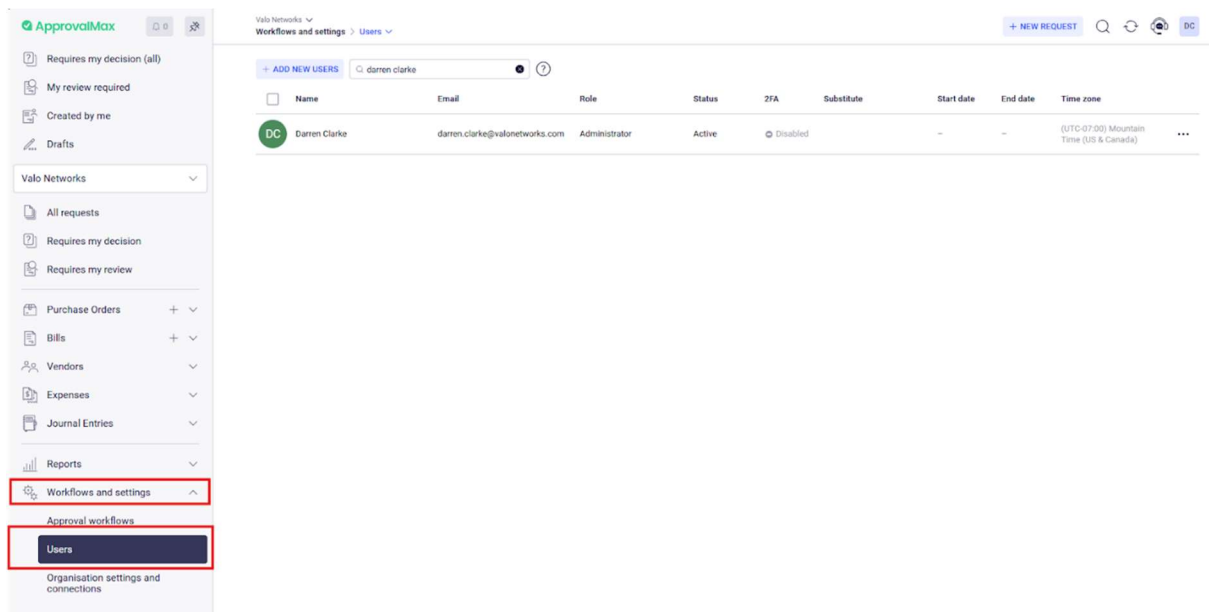 ApprovalMax
0
Requires my decision (all)
My review required
Created by me
Drafts
Valo Networks
All requests
Requires my decision
Requires my review
Purchase Orders
Bills
Vendors
Expenses
Journal Entries
Reports
Workflows and settings
Approval workflows
Users
Organisation settings and
connections
Valo Networks
Workflows and settings > Users
+ NEW REQUEST
DC
+ ADD NEW USERS
darren clarke
?
Name Email Role Status 2FA Substitute Start date End date Time zone
DC Darren Clarke darren.clarke@valonetworks.com Administrator Active Disabled – – (UTC-07:00) Mountain
Time (US & Canada)